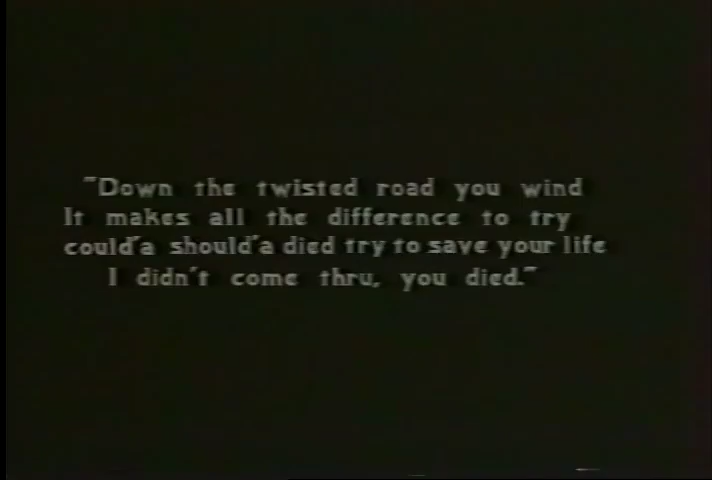 "Down the twisted road you wind
It makes all the difference to try
could'a should'a died try to save your life
I didn't come thru, you died."